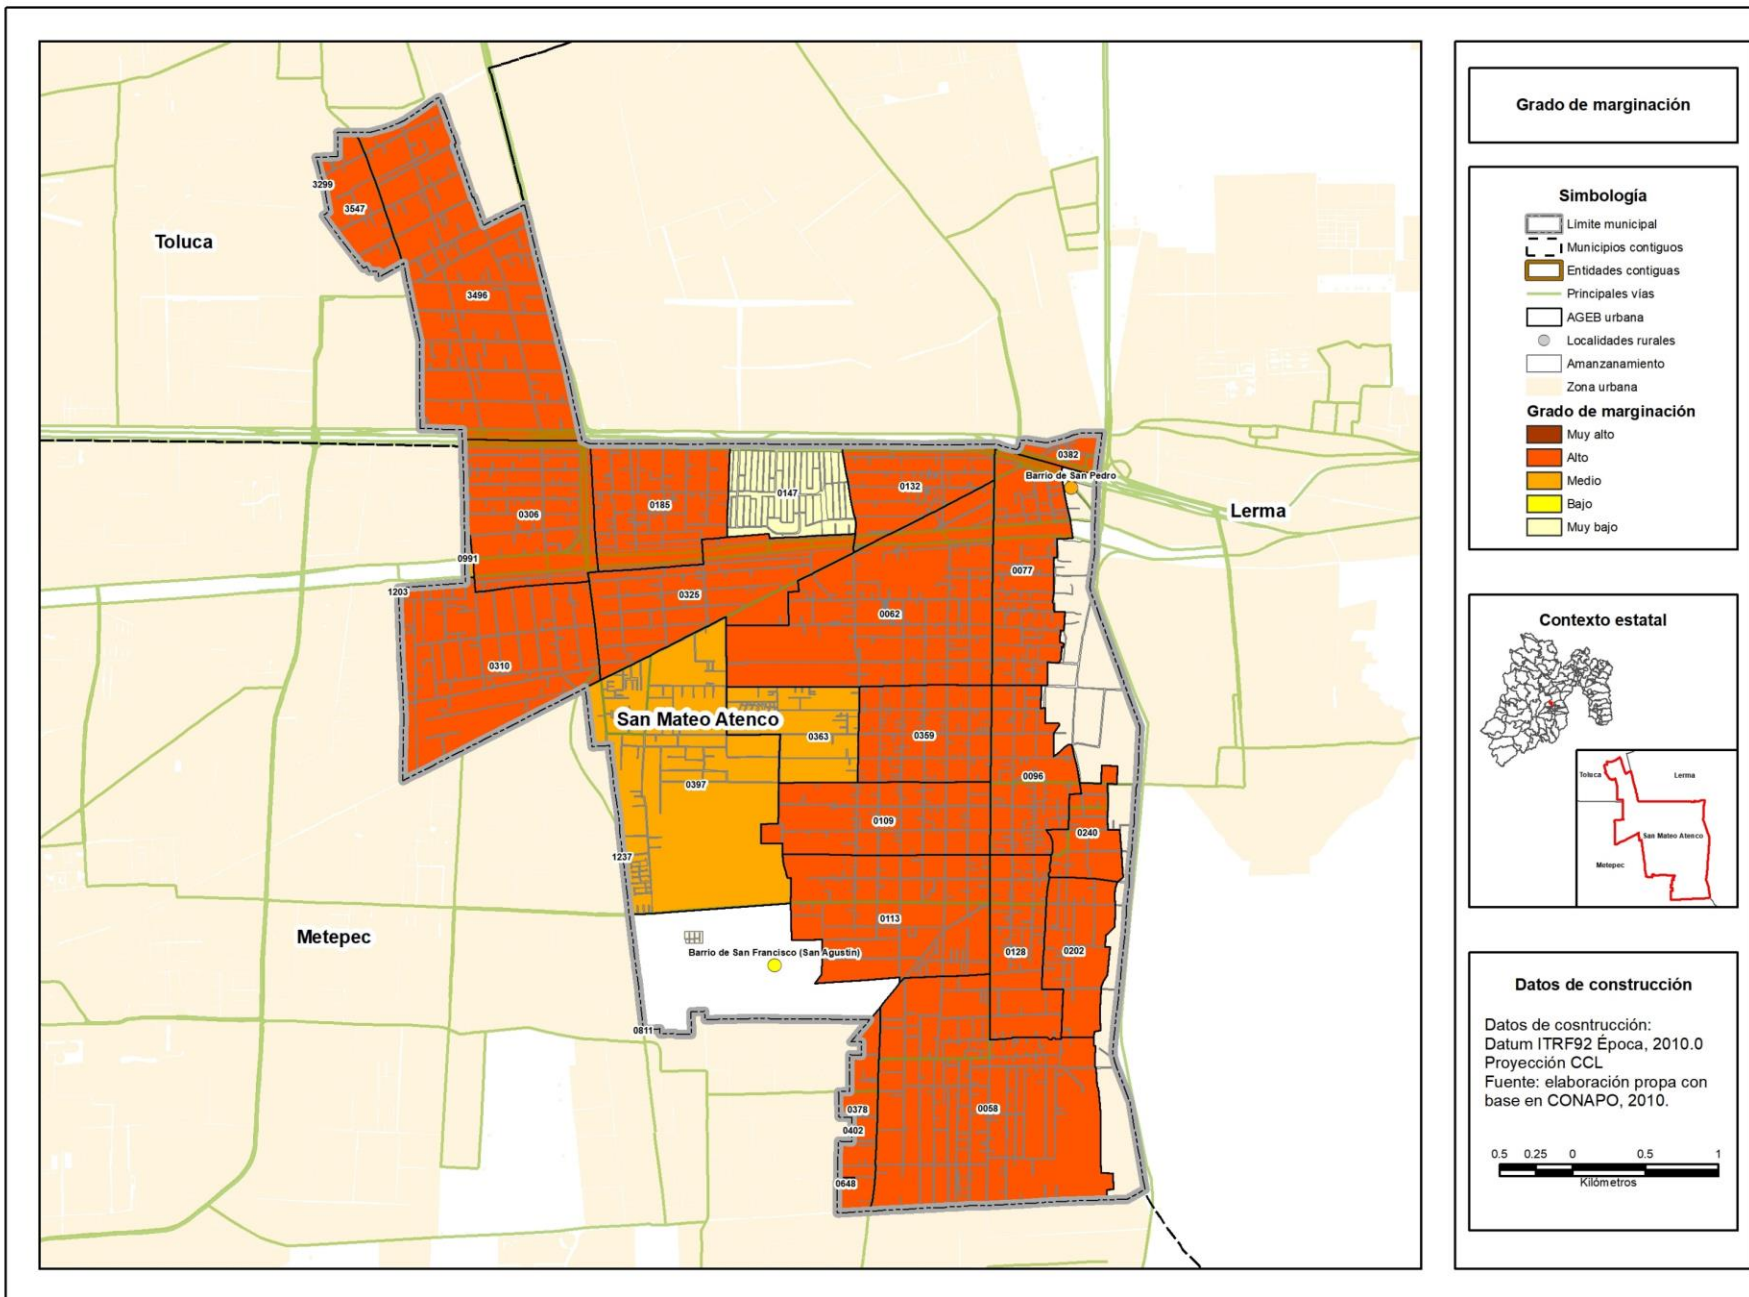 Toluca
3299
3547
3496
0382
Barrio de San Pedro
0147
0132
0185
0306
Lerma
0991
0077
1203
0325
0062
0310
San Mateo Atenco
0363
0359
0397
0096
0109
0240
1237
0113
Metepec
Barrio de San Francisco (San Agustin)
0128
0202
0811
0378
0058
0402
0648
Grado de marginación
Simbología
Límite municipal
Municipios contiguos
Entidades contiguas
Principales vías
AGEB urbana
Localidades rurales
Amanzanamiento
Zona urbana
Grado de marginación
Muy alto
Alto
Medio
Bajo
Muy bajo
Contexto estatal
Toluca
Lerma
San Mateo Atenco
Metepec
Datos de construcción
Datos de cosntrucción:
Datum ITRF92 Época, 2010.0
Proyección CCL
Fuente: elaboración propa con
base en CONAPO, 2010.
0.5 0.25 0 0.5 1
Kilómetros